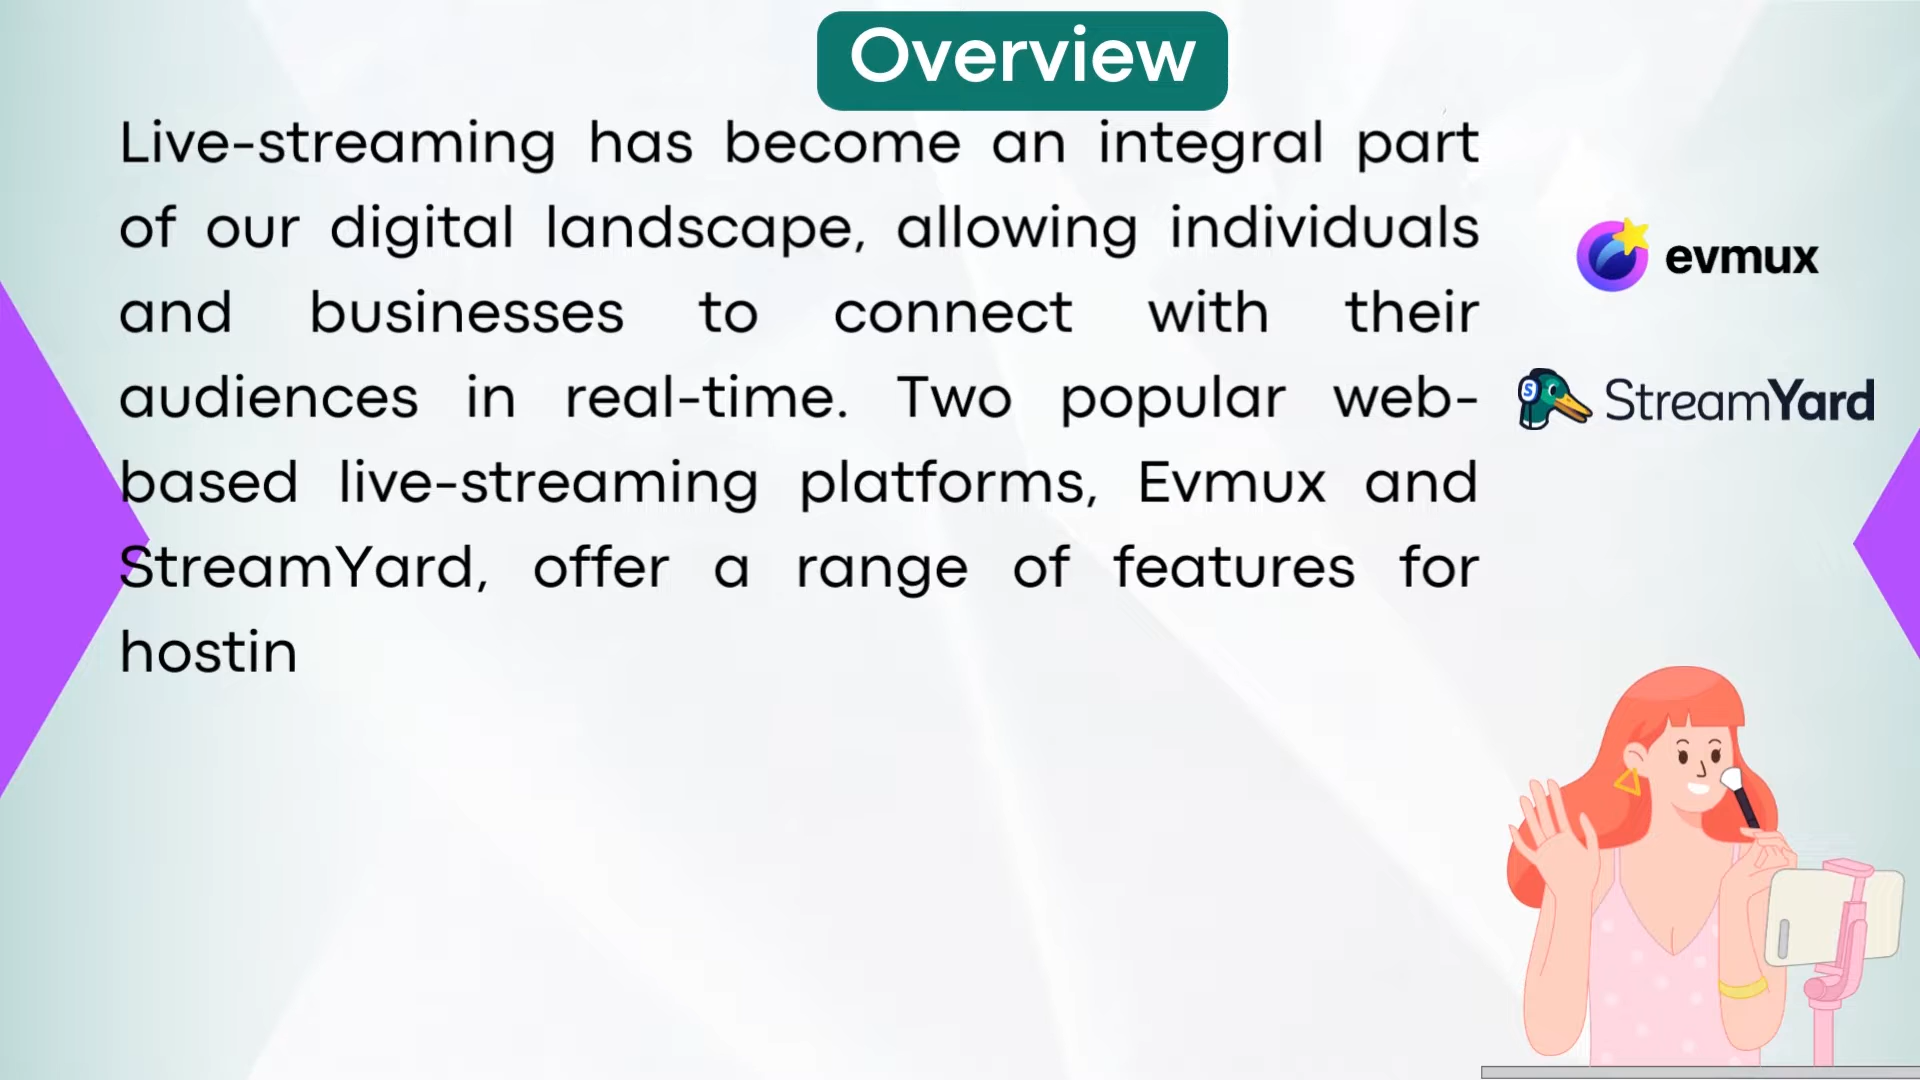 Overview
Live-streaming has become an integral part
of our digital landscape, allowing individuals
and businesses to connect with their
audiences in real-time. Two popular web-
based live-streaming platforms, Evmux and
StreamYard, offer a range of features for
hostin
evmux
S
StreamYard